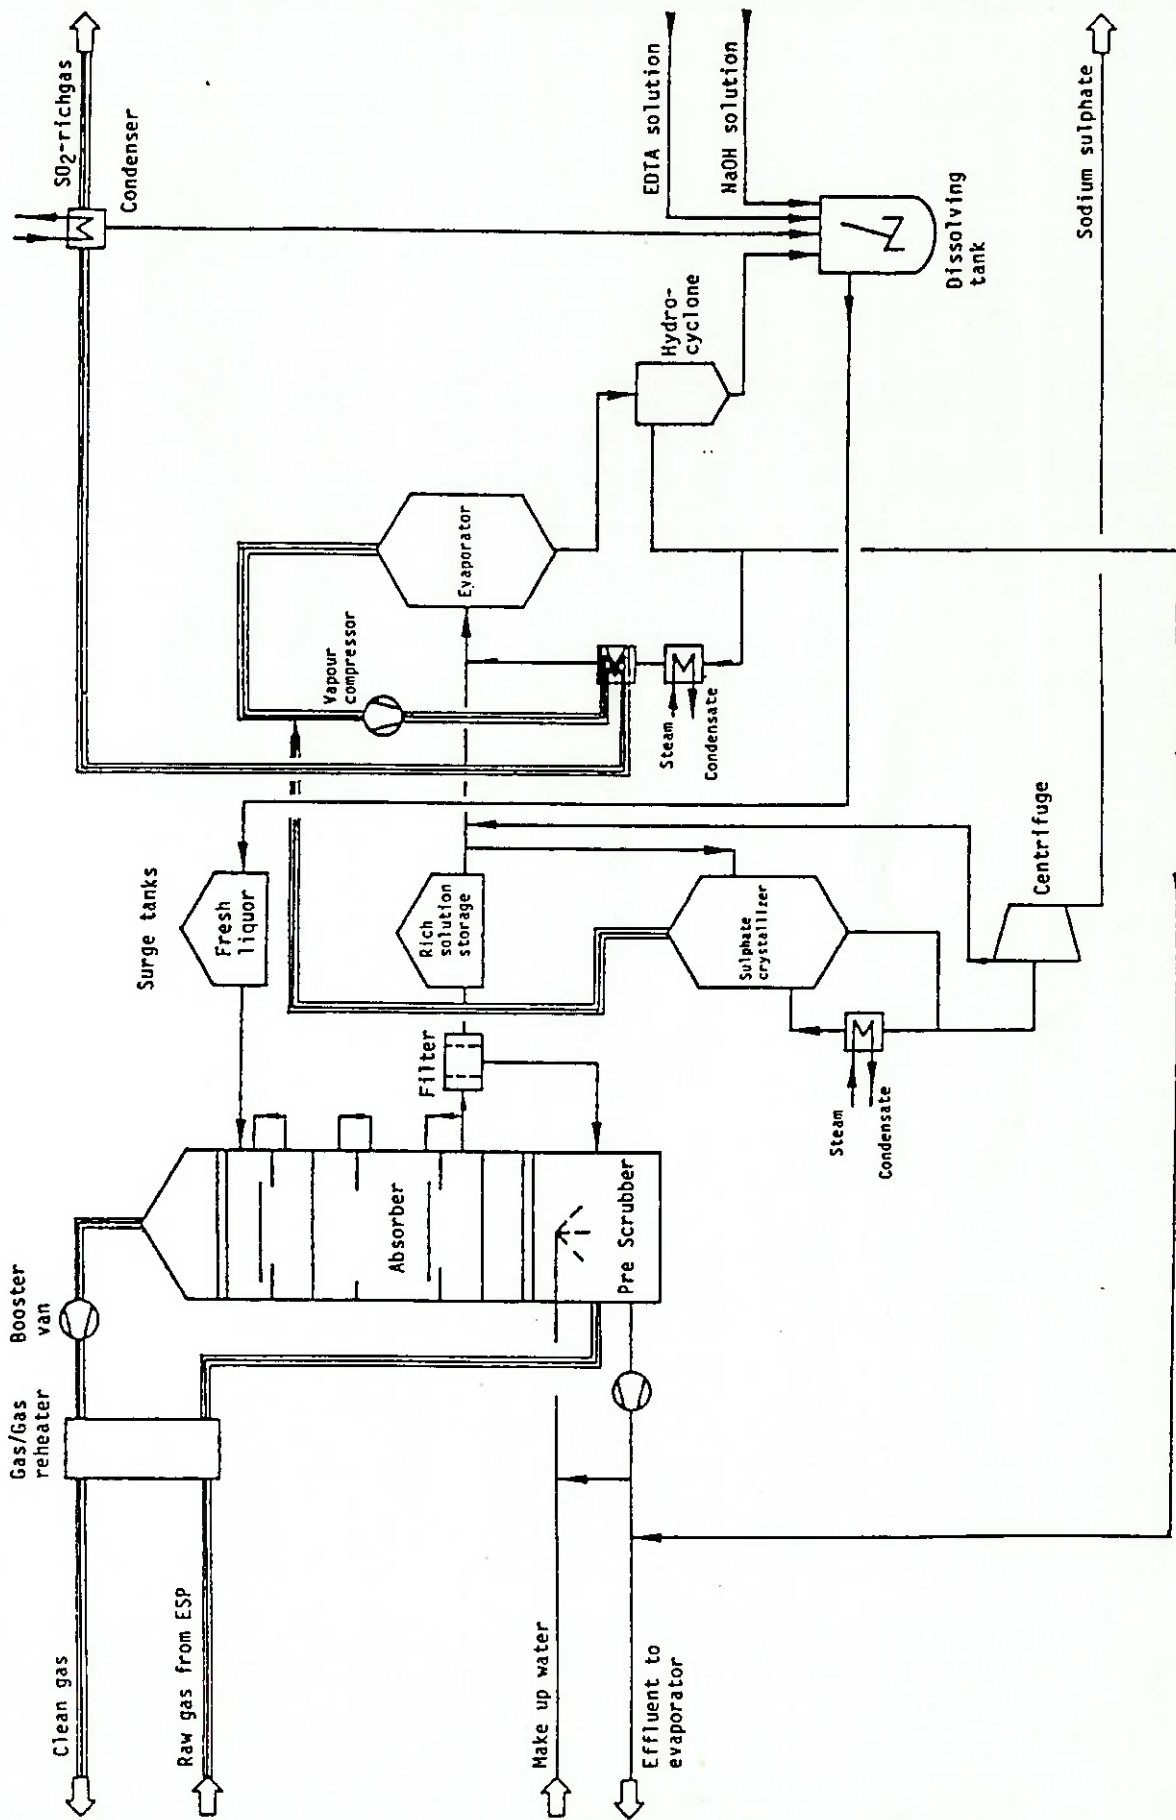 Clean gas
Raw gas from ESP
Make up water
Effluent to
evaporator
Gas/Gas
reheater
Booster
van
Absorber
Pre Scrubber
Filter
Surge tanks
Fresh
liquor
Rich
solution
storage
Sulphate
crystallizer
Steam
Condensate
Centrifuge
Vapour
compressor
Evaporator
Steam
Condensate
Hydro-
cyclone
SO2-richgas
Condenser
EDTA solution
NaOH solution
Dissolving
tank
Sodium sulphate